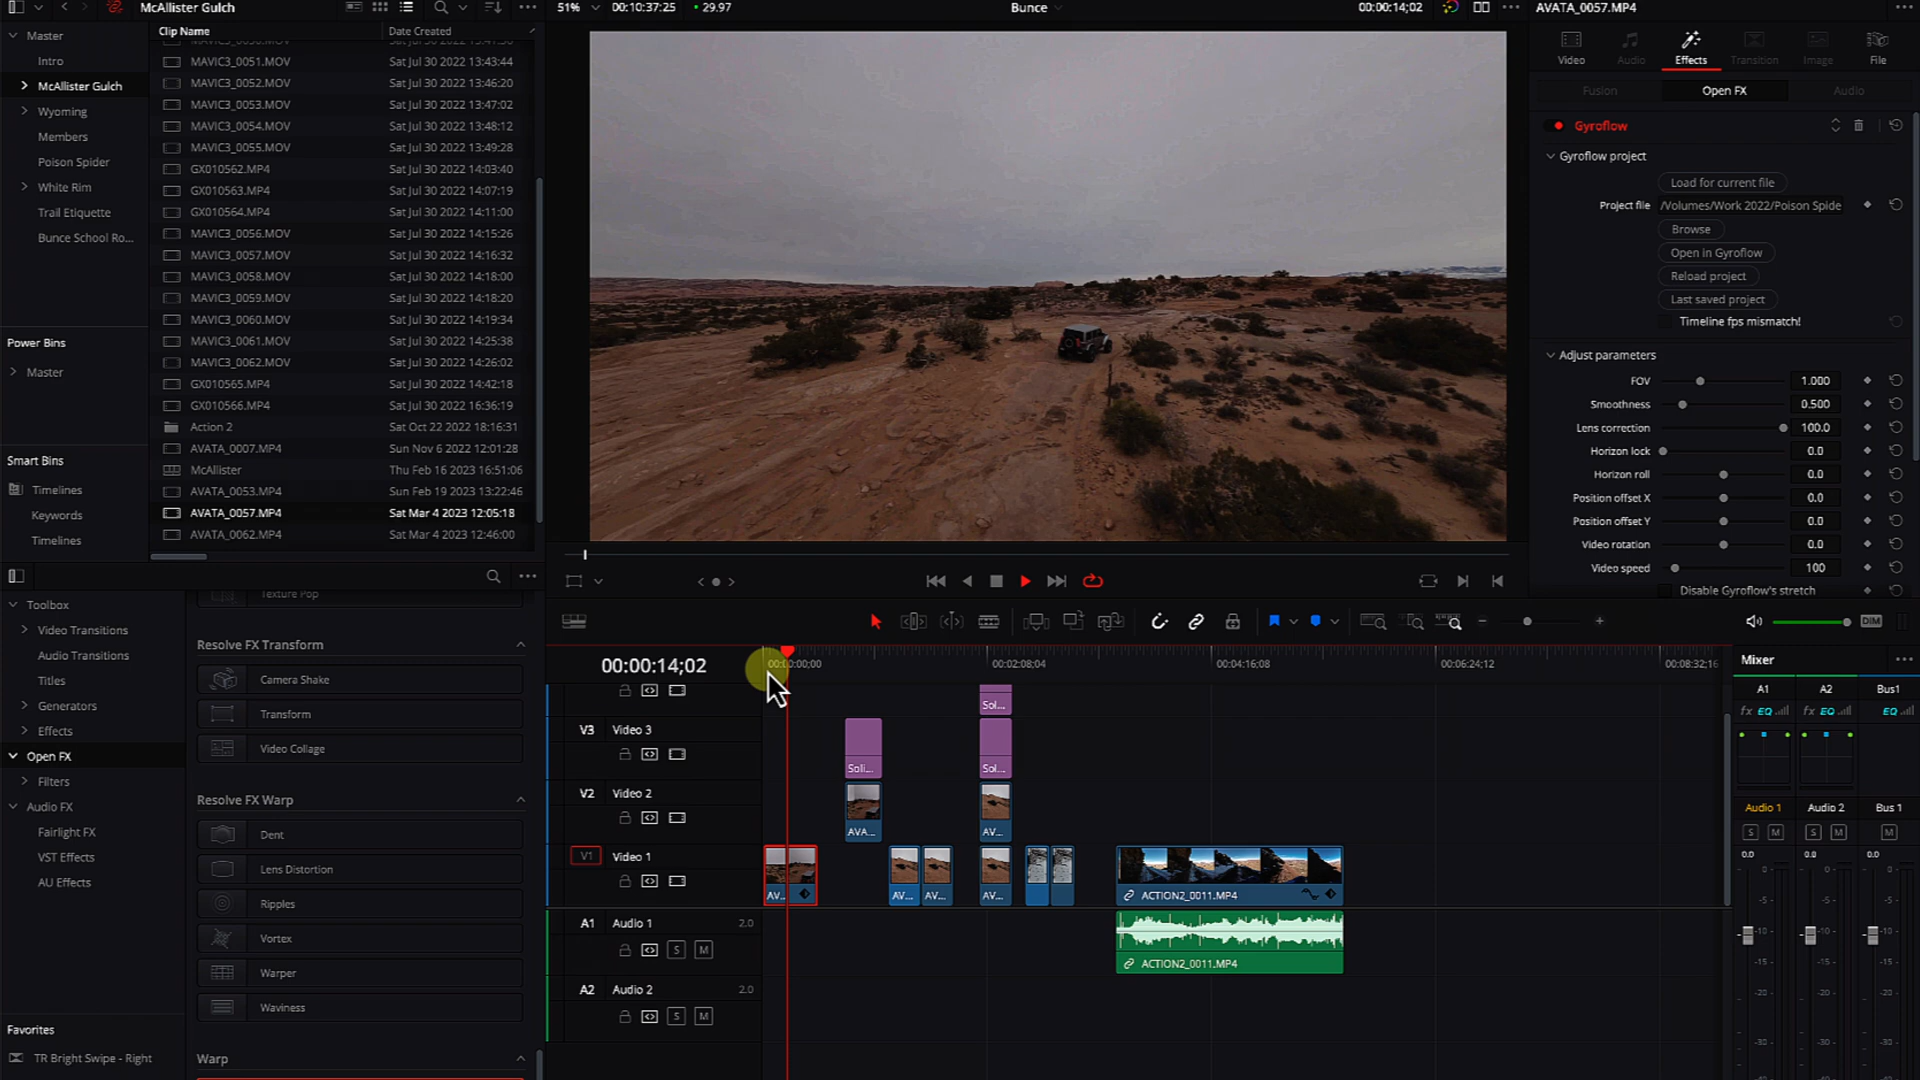 McAllister Gulch
51%
00:10:37:25
29.97
Bunce
00:00:14;02
AVATA_0057.MP4
Master
Intro
McAllister Gulch
Wyoming
Members
Poison Spider
White Rim
Trail Etiquette
Bunce School Ro...
Power Bins
Master
Smart Bins
Timelines
Keywords
Timelines
Clip Name Date Created
MAVIC3_0051.MOV Sat Jul 30 2022 13:43:44
MAVIC3_0052.MOV Sat Jul 30 2022 13:46:20
MAVIC3_0053.MOV Sat Jul 30 2022 13:47:02
MAVIC3_0054.MOV Sat Jul 30 2022 13:48:12
MAVIC3_0055.MOV Sat Jul 30 2022 13:49:28
GX010562.MP4 Sat Jul 30 2022 14:03:40
GX010563.MP4 Sat Jul 30 2022 14:07:19
GX010564.MP4 Sat Jul 30 2022 14:11:00
MAVIC3_0056.MOV Sat Jul 30 2022 14:15:26
MAVIC3_0057.MOV Sat Jul 30 2022 14:16:32
MAVIC3_0058.MOV Sat Jul 30 2022 14:18:00
MAVIC3_0059.MOV Sat Jul 30 2022 14:18:20
MAVIC3_0060.MOV Sat Jul 30 2022 14:19:34
MAVIC3_0061.MOV Sat Jul 30 2022 14:25:38
MAVIC3_0062.MOV Sat Jul 30 2022 14:26:02
GX010565.MP4 Sat Jul 30 2022 14:42:18
GX010566.MP4 Sat Jul 30 2022 16:36:19
Action 2 Sat Oct 22 2022 18:16:31
AVATA_0007.MP4 Sun Nov 6 2022 12:01:28
McAllister Thu Feb 16 2023 16:51:06
AVATA_0053.MP4 Sun Feb 19 2023 13:22:46
AVATA_0057.MP4 Sat Mar 4 2023 12:05:18
AVATA_0062.MP4 Sat Mar 4 2023 12:46:00
Video
Audio
Effects
Transition
Image
File
Fusion
Open FX
Audio
Gyroflow
Gyroflow project
Load for current file
Project file /Volumes/Work 2022/Poison Spide
Browse
Open in Gyroflow
Reload project
Last saved project
Timeline fps mismatch!
Adjust parameters
FOV 1.000
Smoothness 0.500
Lens correction 100.0
Horizon lock 0.0
Horizon roll 0.0
Position offset X 0.0
Position offset Y 0.0
Video rotation 0.0
Video speed 100
Disable Gyroflow's stretch
Toolbox
Video Transitions
Audio Transitions
Titles
Generators
Effects
Open FX
Filters
Audio FX
Fairlight FX
VST Effects
AU Effects
Favorites
TR Bright Swipe - Right
Texture Pop
Resolve FX Transform
Camera Shake
Transform
Video Collage
Resolve FX Warp
Dent
Lens Distortion
Ripples
Vortex
Warper
Waviness
Warp
00:00:14;02
00:00:00;00
00:02:08;04
00:04:16;08
00:06:24;12
00:08:32;16
V3 Video 3
V2 Video 2
V1 Video 1
A1 Audio 1 2.0
S M
A2 Audio 2 2.0
S M
Sol...
Soli...
Sol...
AVA...
AV...
AV...
AV...
AV...
AV...
ACTION2_0011.MP4
ACTION2_0011.MP4
DIM
Mixer
A1 A2 Bus1
fx EQ fx EQ EQ
Audio 1 Audio 2 Bus 1
S M S M M
0.0 0.0 0.0
-5 -5 -5
-10 -10
-15 -15 -15
-20 -20 -20
-30 -30 -30